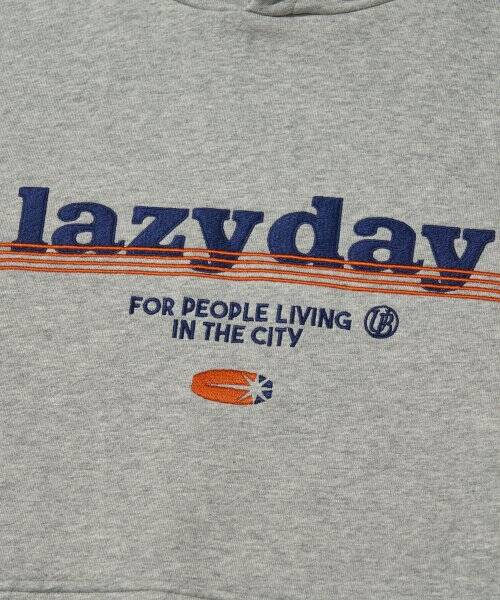 lazyday
FOR PEOPLE LIVING
IN THE CITY